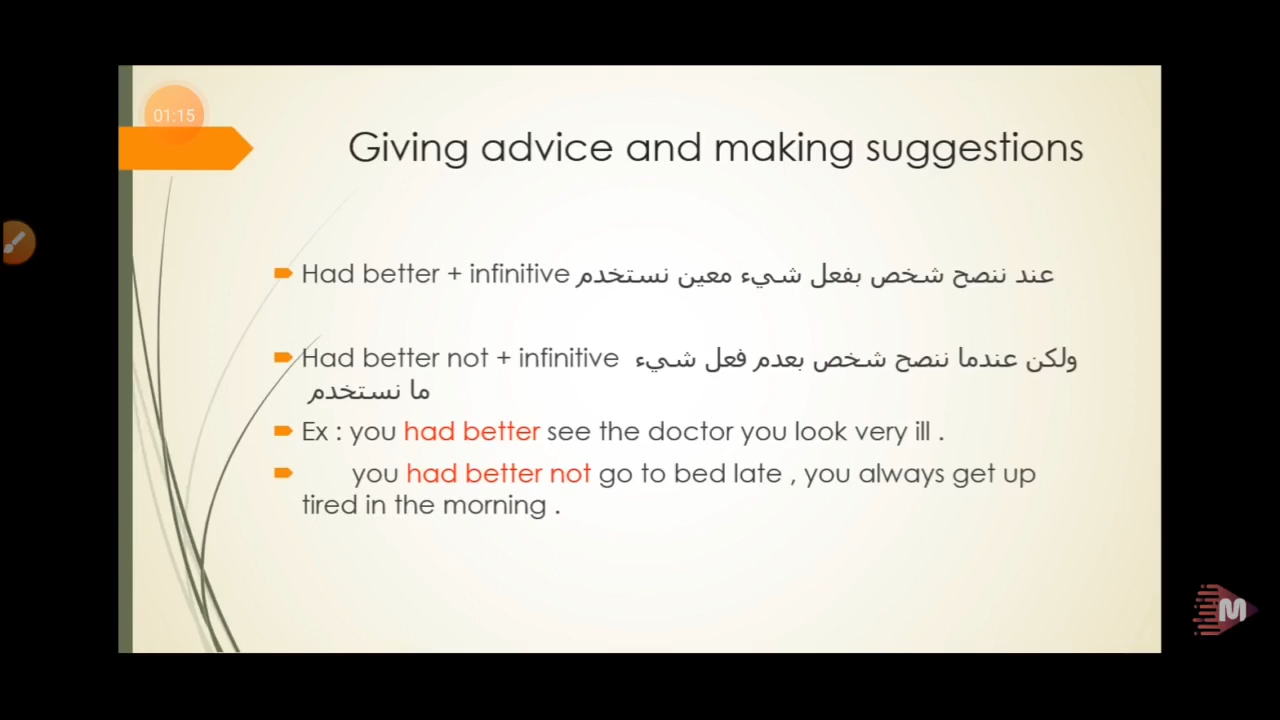 01:15
Giving advice and making suggestions
Had better + infinitive عند ننصح شخص بفعل شيء معين نستخدم
Had better not + infinitive ولكن عندما ننصح شخص بعدم فعل شيء
ما نستخدم
Ex : you had better see the doctor you look very ill .
you had better not go to bed late , you always get up
tired in the morning .
M